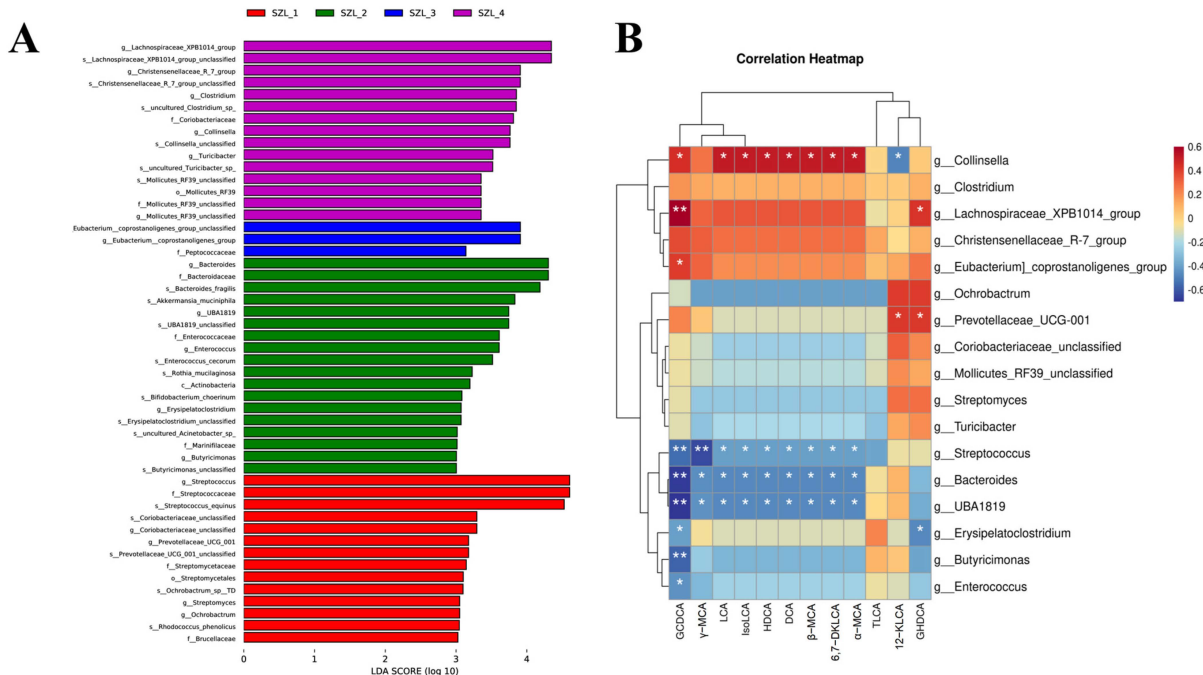 A
SZL_1 SZL_2 SZL_3 SZL_4
g__Lachnospiraceae_XPB1014_group
s__Lachnospiraceae_XPB1014_group_unclassified
g__Christensenellaceae_R_7_group
s__Christensenellaceae_R_7_group_unclassified
g__Clostridium
s__uncultured_Clostridium_sp_
f__Coriobacteriaceae
g__Collinsella
s__Collinsella_unclassified
g__Turicibacter
s__uncultured_Turicibacter_sp_
s__Mollicutes_RF39_unclassified
o__Mollicutes_RF39
f__Mollicutes_RF39_unclassified
g__Mollicutes_RF39_unclassified
Eubacterium__coprostanoligenes_group_unclassified
g__Eubacterium__coprostanoligenes_group
f__Peptococcaceae
g__Bacteroides
f__Bacteroidaceae
s__Bacteroides_fragilis
s__Akkermansia_muciniphila
g__UBA1819
s__UBA1819_unclassified
f__Enterococcaceae
g__Enterococcus
s__Enterococcus_cecorum
s__Rothia_mucilaginosa
c__Actinobacteria
s__Bifidobacterium_choerinum
g__Erysipelatoclostridium
s__Erysipelatoclostridium_unclassified
s__uncultured_Acinetobacter_sp_
f__Marinifilaceae
g__Butyricimonas
s__Butyricimonas_unclassified
g__Streptococcus
f__Streptococcaceae
s__Streptococcus_equinus
s__Coriobacteriaceae_unclassified
g__Coriobacteriaceae_unclassified
g__Prevotellaceae_UCG_001
s__Prevotellaceae_UCG_001_unclassified
f__Streptomycetaceae
o__Streptomycetales
s__Ochrobactrum_sp__TD
g__Streptomyces
g__Ochrobactrum
s__Rhodococcus_phenolicus
f__Brucellaceae
0 1 2 3 4
LDA SCORE (log 10)
B
Correlation Heatmap
g__Collinsella
g__Clostridium
g__Lachnospiraceae_XPB1014_group
g__Christensenellaceae_R-7_group
g__Eubacterium]_coprostanoligenes_group
g__Ochrobactrum
g__Prevotellaceae_UCG-001
g__Coriobacteriaceae_unclassified
g__Mollicutes_RF39_unclassified
g__Streptomyces
g__Turicibacter
g__Streptococcus
g__Bacteroides
g__UBA1819
g__Erysipelatoclostridium
g__Butyricimonas
g__Enterococcus
GCDCA
γ-MCA
LCA
IsoLCA
HDCA
DCA
β-MCA
6,7-DKLCA
α-MCA
TLCA
12-KLCA
GHDCA
0.6
0.4
0.2
0
-0.2
-0.4
-0.6